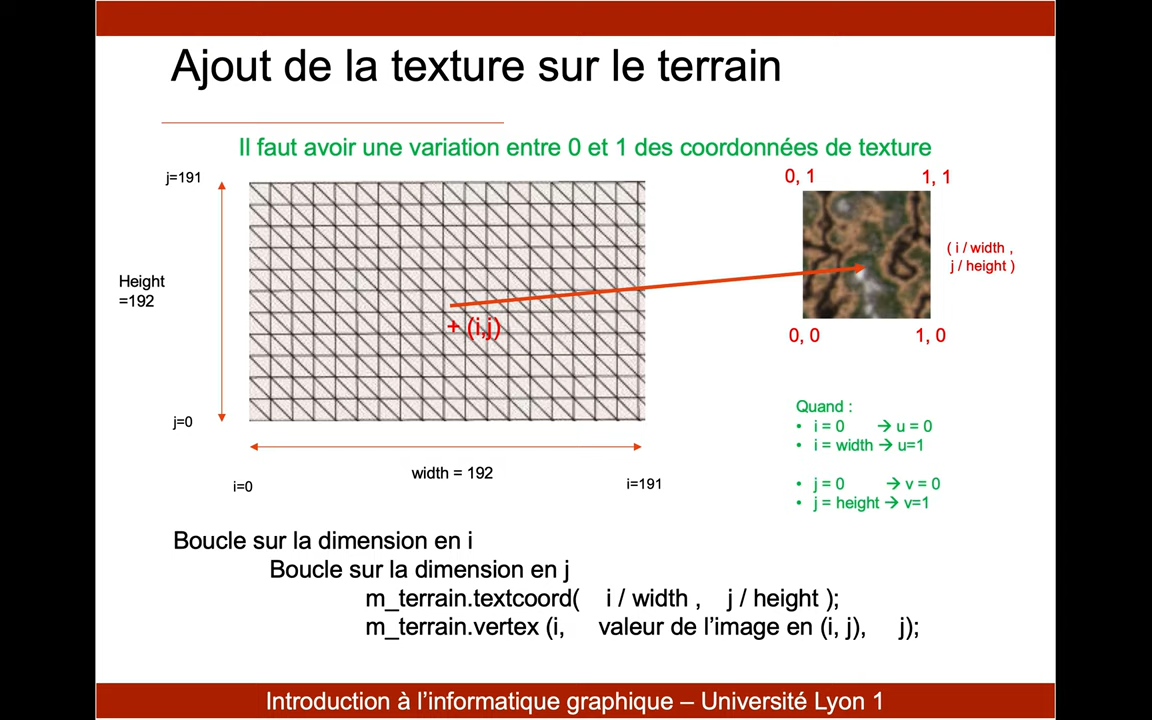 Ajout de la texture sur le terrain
Il faut avoir une variation entre 0 et 1 des coordonnées de texture
j=191
0, 1
1, 1
( i / width ,
j / height )
Height
=192
+ (i,j)
0, 0
1, 0
j=0
width = 192
i=0
i=191
Quand :
• i = 0 → u = 0
• i = width → u=1
• j = 0 → v = 0
• j = height → v=1
Boucle sur la dimension en i
Boucle sur la dimension en j
m_terrain.textcoord( i / width , j / height );
m_terrain.vertex (i, valeur de l’image en (i, j), j);
Introduction à l’informatique graphique – Université Lyon 1